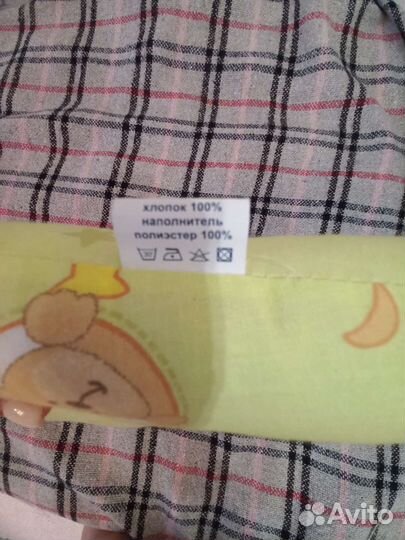 хлопок 100%
наполнитель
полиэстер 100%
Avito